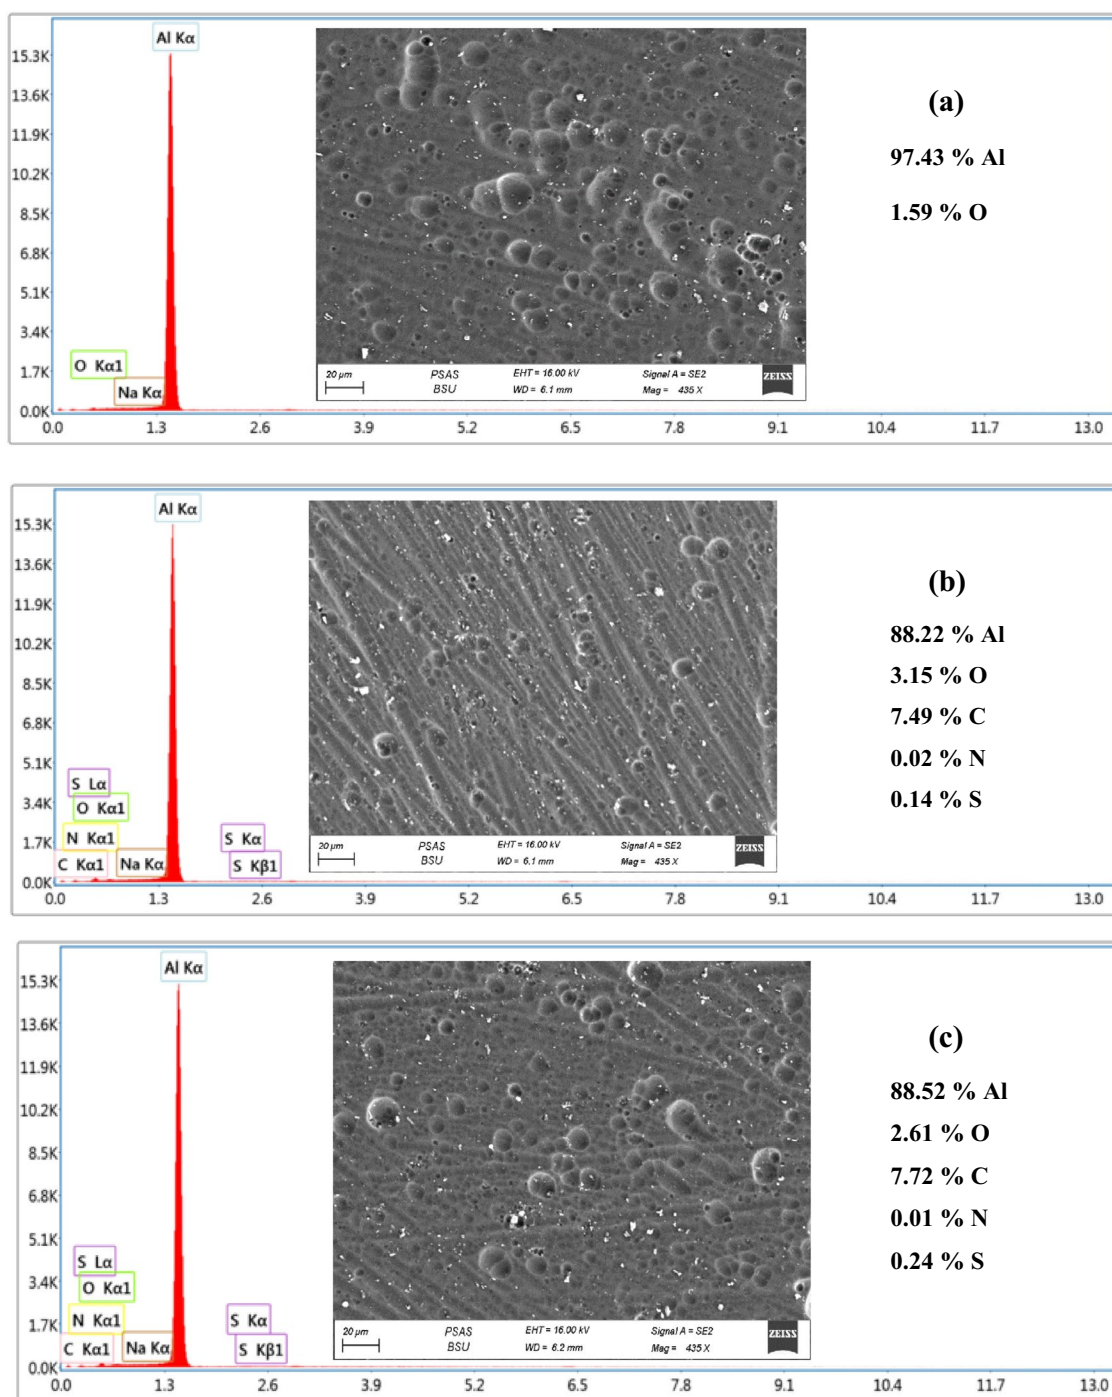 Al Kα
15.3K
13.6K
11.9K
10.2K
8.5K
6.8K
5.1K
3.4K
1.7K
0.0K
O Kα1
Na Kα
0.0 1.3 2.6 3.9 5.2 6.5 7.8 9.1 10.4 11.7 13.0
20 µm PSAS EHT = 16.00 kV Signal A = SE2 ZEISS
BSU WD = 6.1 mm Mag = 435 X
(a)
97.43 % Al
1.59 % O
Al Kα
15.3K
13.6K
11.9K
10.2K
8.5K
6.8K
5.1K
3.4K
1.7K
0.0K
S Lα
O Kα1
N Kα1
C Kα1
Na Kα
S Kα
S Kβ1
0.0 1.3 2.6 3.9 5.2 6.5 7.8 9.1 10.4 11.7 13.0
20 µm PSAS EHT = 16.00 kV Signal A = SE2 ZEISS
BSU WD = 6.1 mm Mag = 435 X
(b)
88.22 % Al
3.15 % O
7.49 % C
0.02 % N
0.14 % S
Al Kα
15.3K
13.6K
11.9K
10.2K
8.5K
6.8K
5.1K
3.4K
1.7K
0.0K
S Lα
O Kα1
N Kα1
C Kα1
Na Kα
S Kα
S Kβ1
0.0 1.3 2.6 3.9 5.2 6.5 7.8 9.1 10.4 11.7 13.0
20 µm PSAS EHT = 16.00 kV Signal A = SE2 ZEISS
BSU WD = 6.2 mm Mag = 435 X
(c)
88.52 % Al
2.61 % O
7.72 % C
0.01 % N
0.24 % S